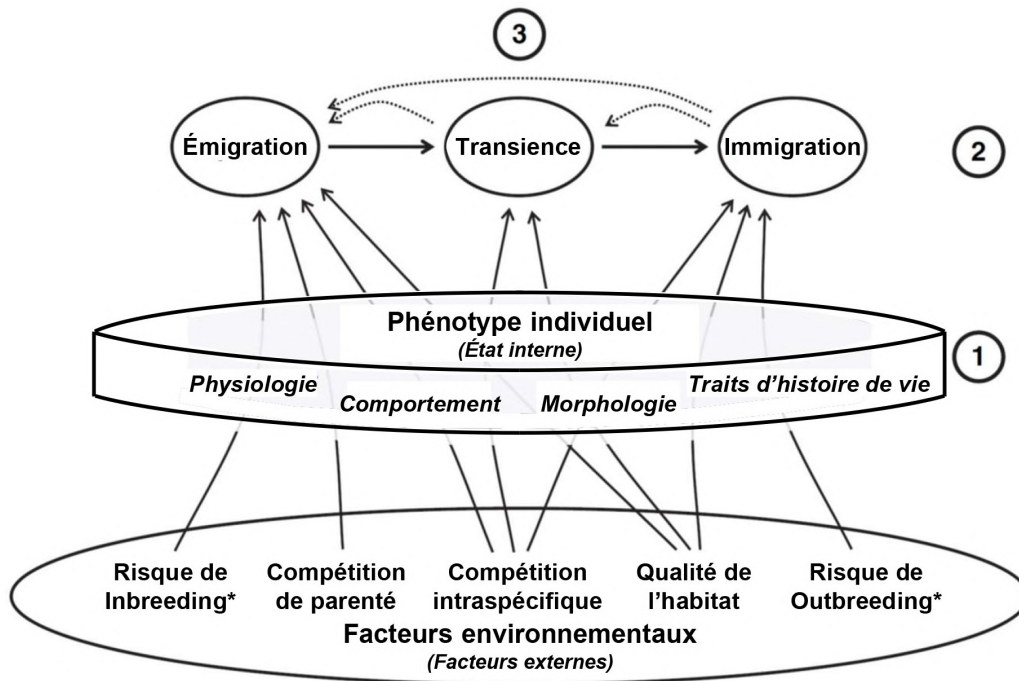 3
Émigration
Transience
Immigration
2
Phénotype individuel
(État interne)
1
Physiologie
Comportement
Morphologie
Traits d’histoire de vie
Risque de
Inbreeding*
Compétition
de parenté
Compétition
intraspécifique
Qualité de
l’habitat
Risque de
Outbreeding*
Facteurs environnementaux
(Facteurs externes)